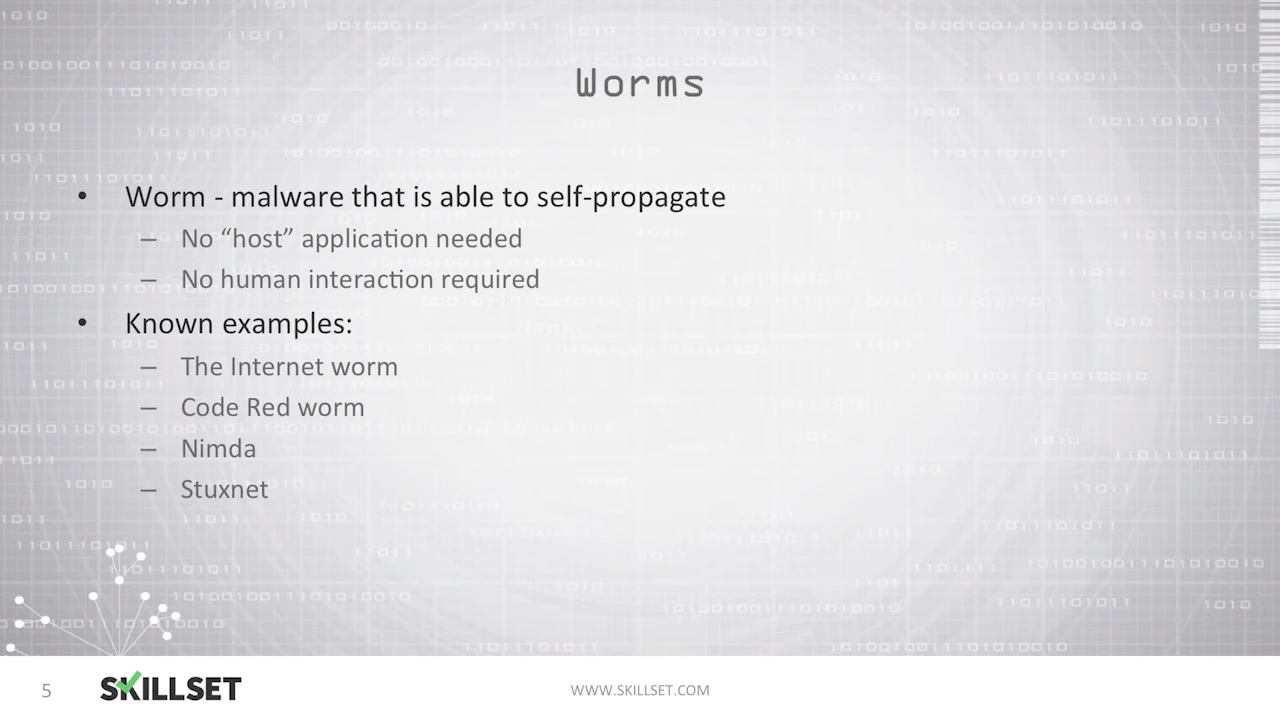 Worms
• Worm - malware that is able to self-propagate
– No “host” application needed
– No human interaction required
• Known examples:
– The Internet worm
– Code Red worm
– Nimda
– Stuxnet
5
SKILLSET
WWW.SKILLSET.COM